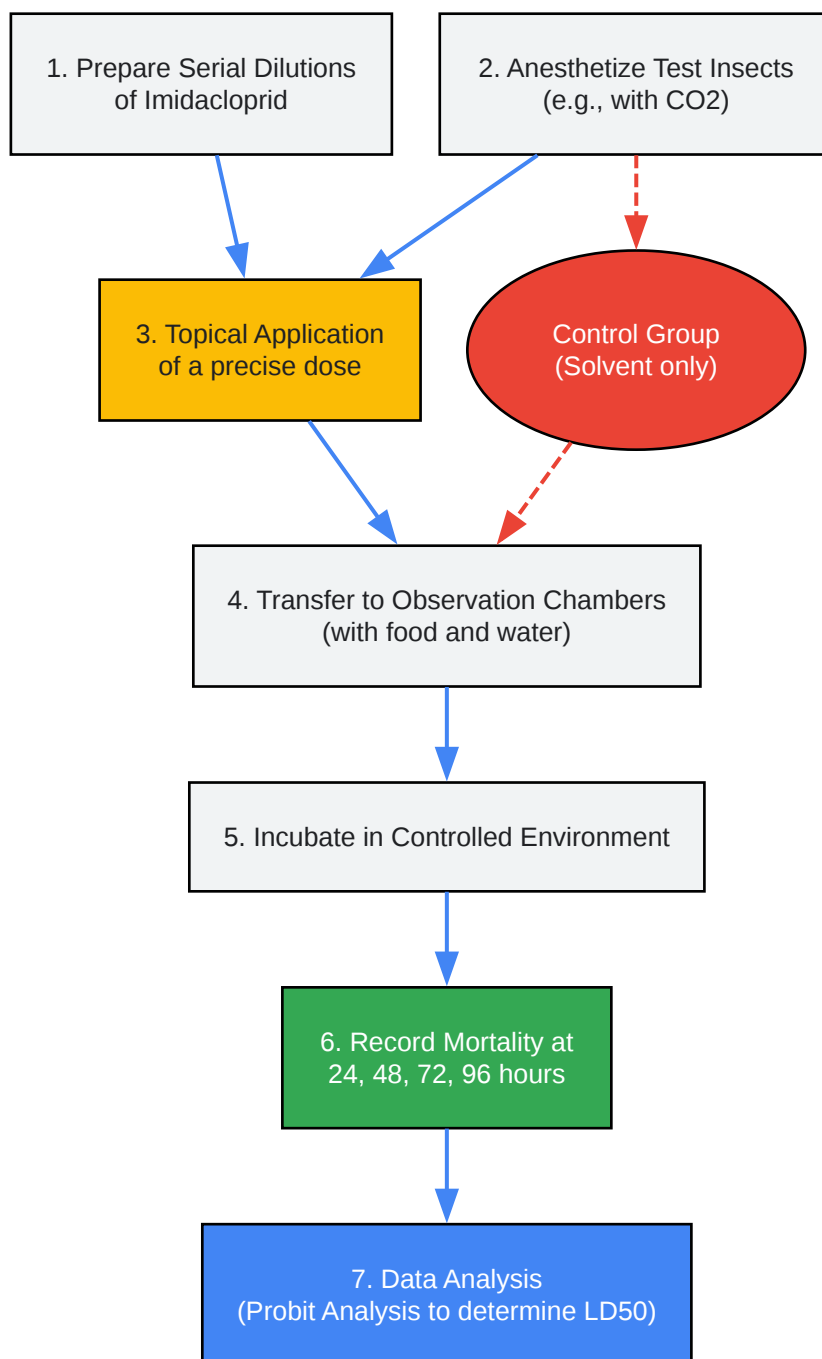 1. Prepare Serial Dilutions
of Imidacloprid
2. Anesthetize Test Insects
(e.g., with CO2)
3. Topical Application
of a precise dose
Control Group
(Solvent only)
4. Transfer to Observation Chambers
(with food and water)
5. Incubate in Controlled Environment
6. Record Mortality at
24, 48, 72, 96 hours
7. Data Analysis
(Probit Analysis to determine LD50)